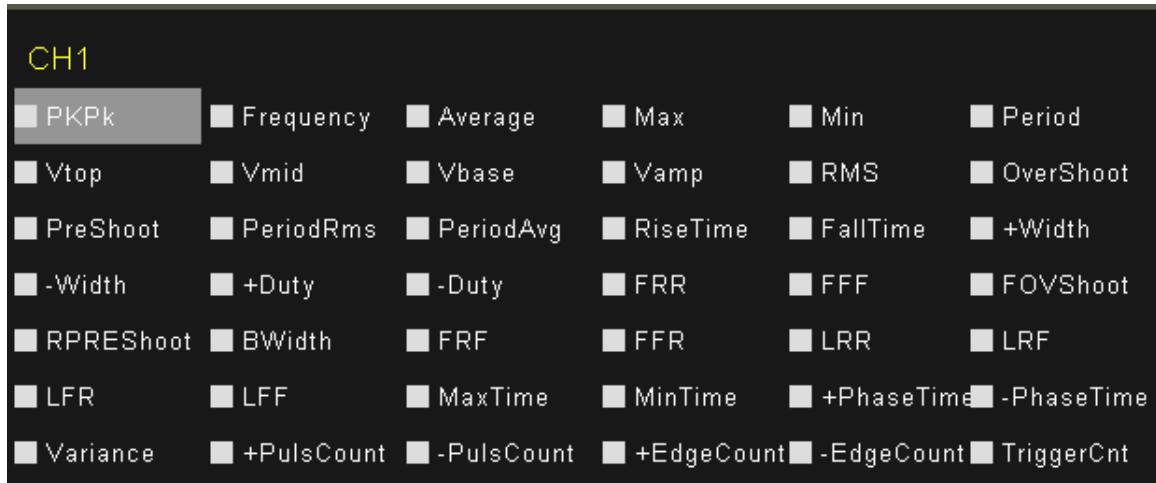 CH1
PKPk Frequency Average Max Min Period
Vtop Vmid Vbase Vamp RMS OverShoot
PreShoot PeriodRms PeriodAvg RiseTime FallTime +Width
-Width +Duty -Duty FRR FFF FOVShoot
RPREShoot BWidth FRF FFR LRR LRF
LFR LFF MaxTime MinTime +PhaseTime -PhaseTime
Variance +PulsCount -PulsCount +EdgeCount -EdgeCount TriggerCnt